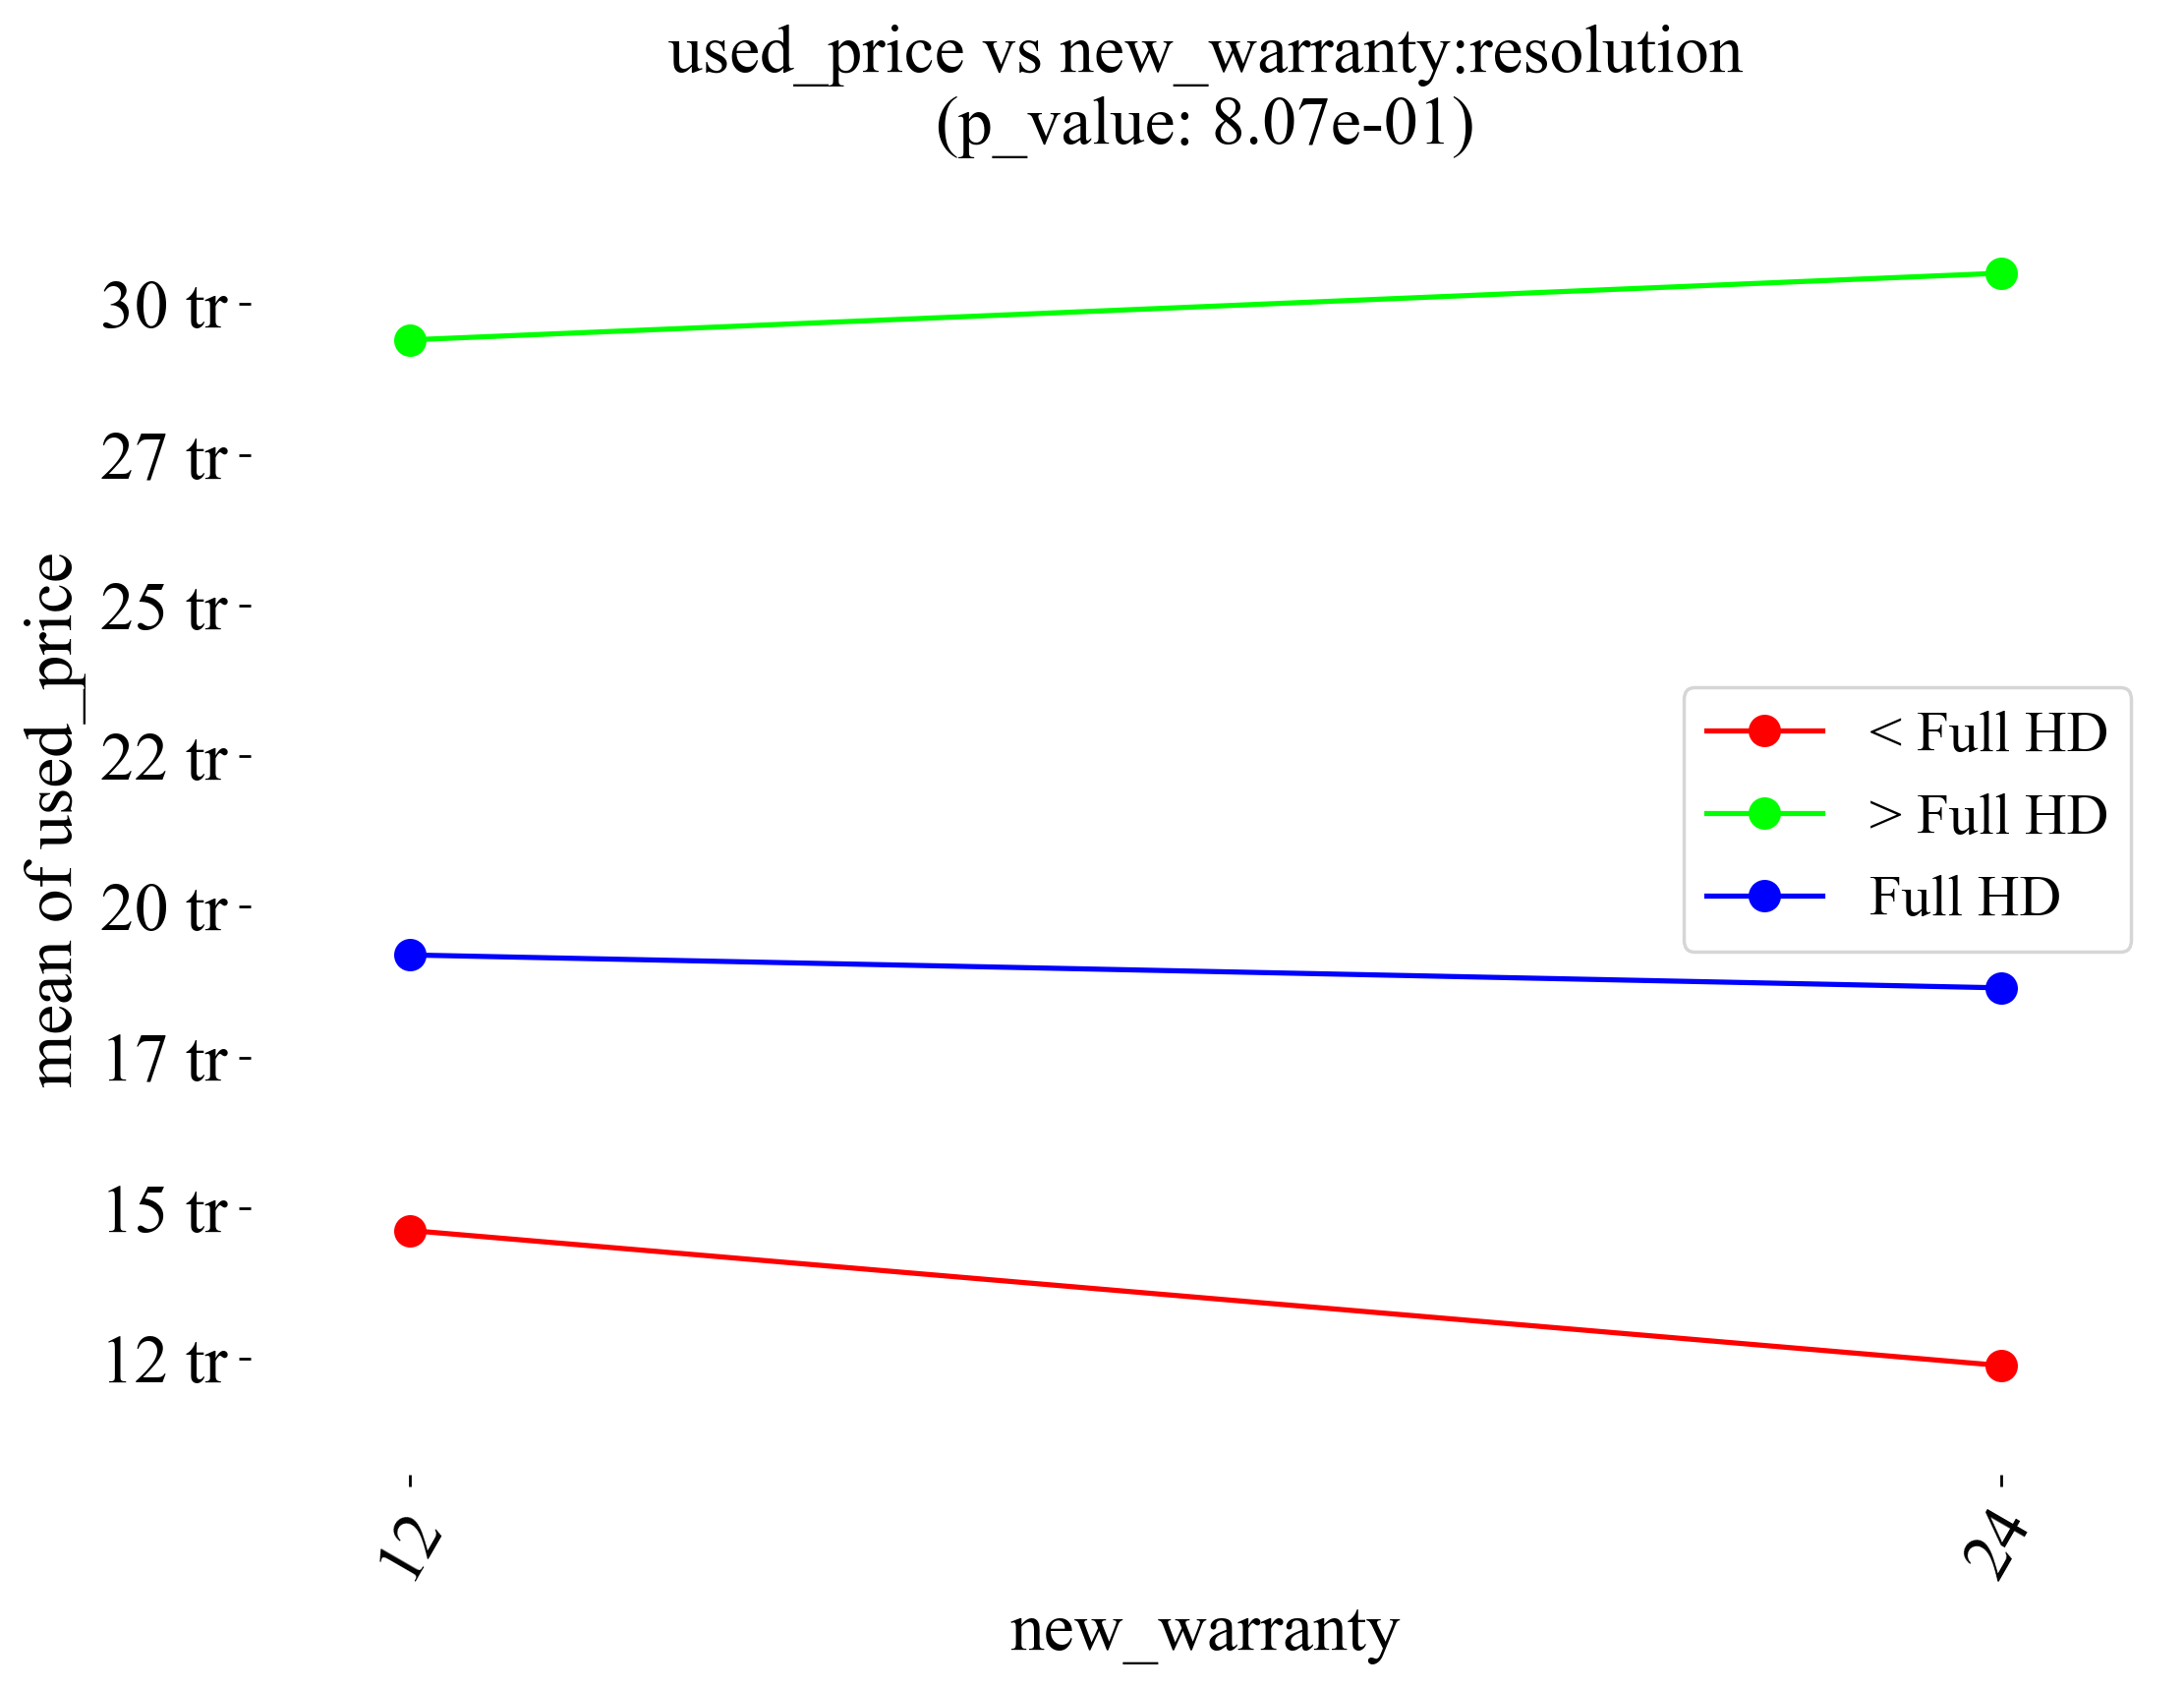 used_price vs new_warranty:resolution
(p_value: 8.07e-01)
30 tr
27 tr
25 tr
22 tr
20 tr
17 tr
15 tr
12 tr
mean of used_price
< Full HD
> Full HD
Full HD
12
24
new_warranty